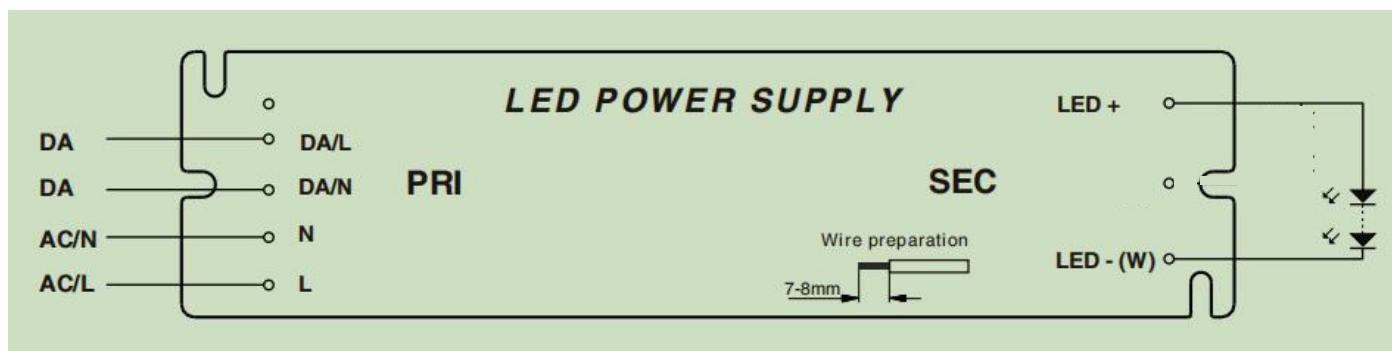 LED POWER SUPPLY
LED +
DA
DA/L
DA
DA/N
PRI
SEC
AC/N
N
Wire preparation
LED - (W)
AC/L
L
7-8mm